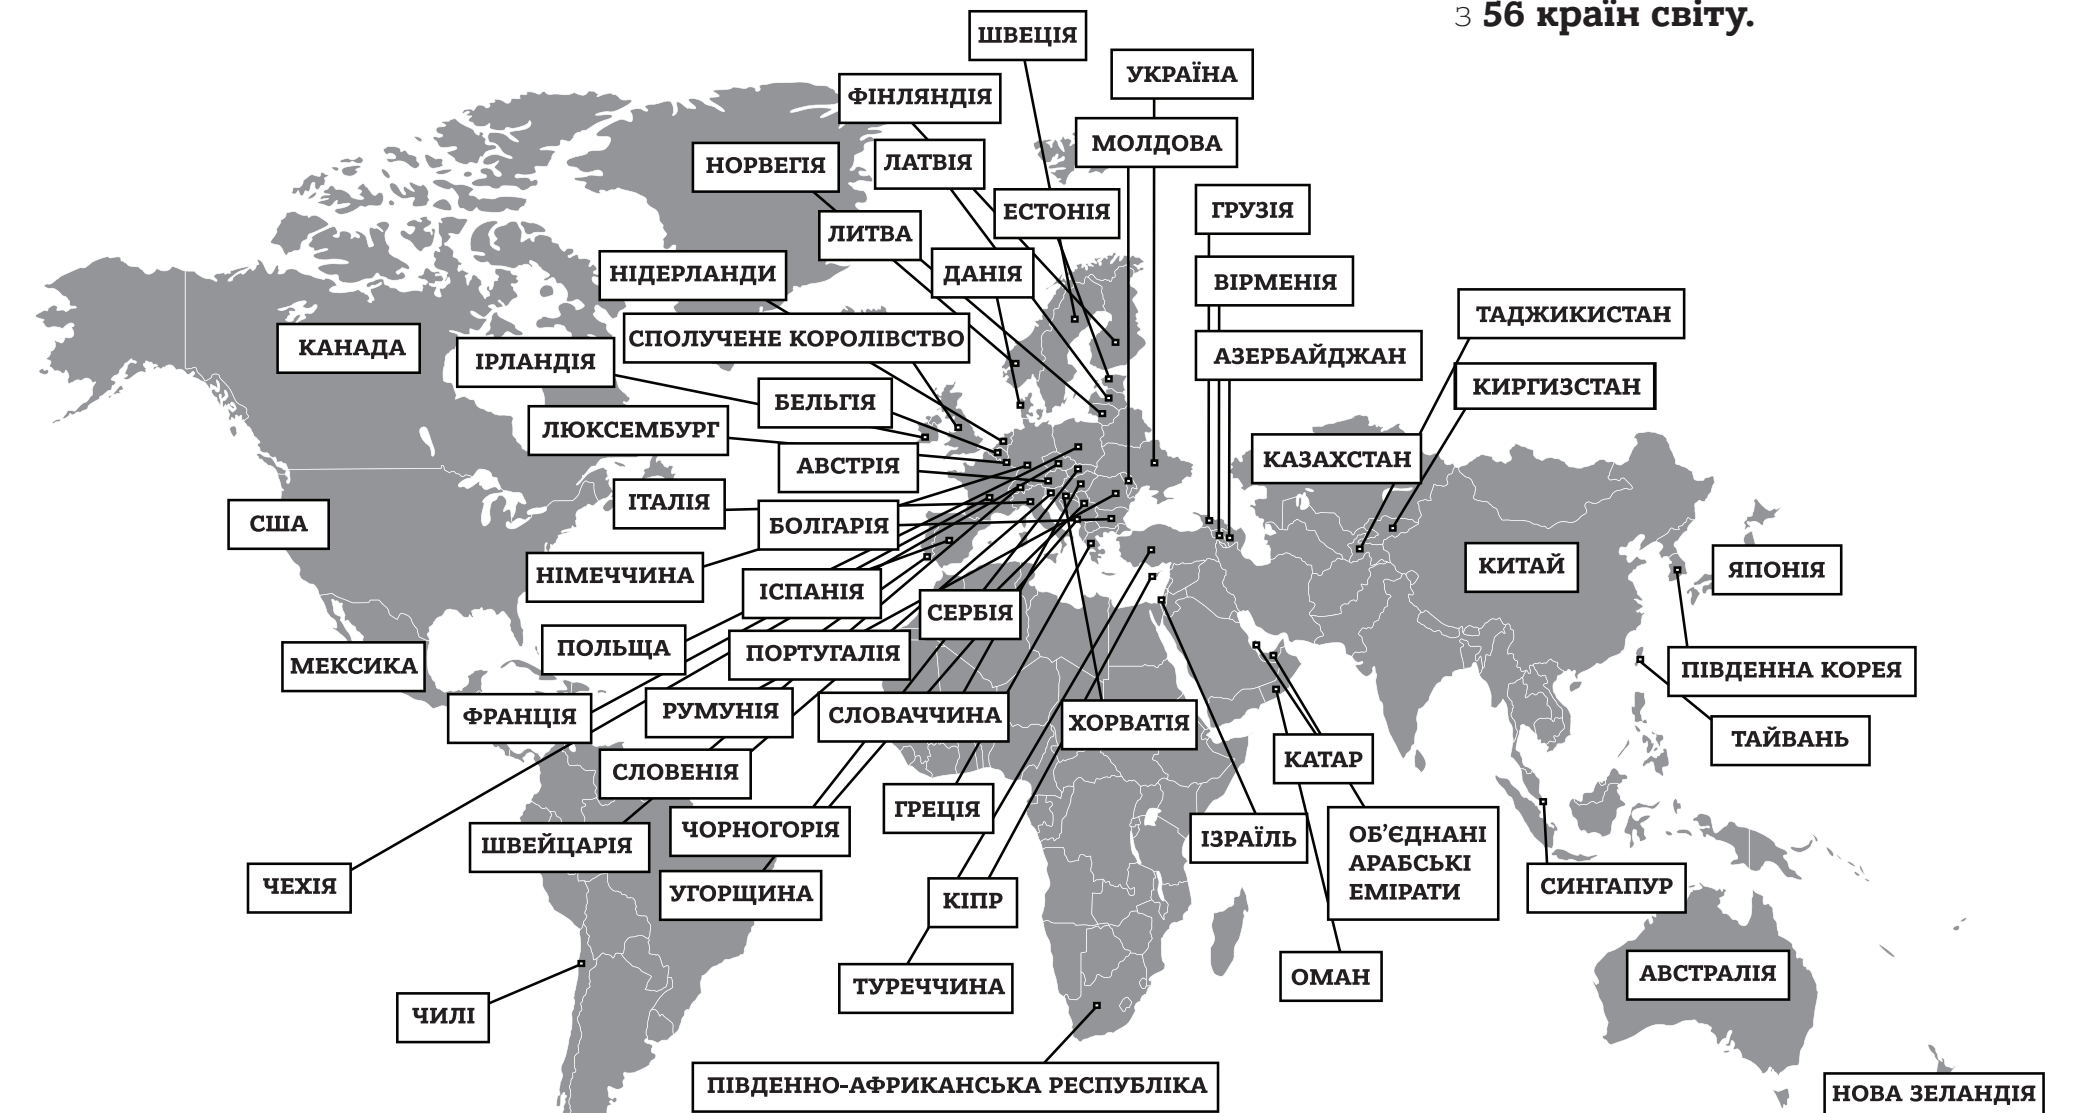 з 56 країн світу.
ШВЕЦІЯ
УКРАЇНА
ФІНЛЯНДІЯ
МОЛДОВА
НОРВЕГІЯ
ЛАТВІЯ
ЕСТОНІЯ
ГРУЗІЯ
ЛИТВА
НІДЕРЛАНДИ
ДАНІЯ
ВІРМЕНІЯ
ТАДЖИКИСТАН
СПОЛУЧЕНЕ КОРОЛІВСТВО
КАНАДА
ІРЛАНДІЯ
АЗЕРБАЙДЖАН
КИРГИЗСТАН
БЕЛЬГІЯ
ЛЮКСЕМБУРГ
АВСТРІЯ
КАЗАХСТАН
ІТАЛІЯ
США
БОЛГАРІЯ
НІМЕЧЧИНА
КИТАЙ
ЯПОНІЯ
ІСПАНІЯ
СЕРБІЯ
ПОЛЬЩА
ПОРТУГАЛІЯ
МЕКСИКА
ПІВДЕННА КОРЕЯ
ФРАНЦІЯ
РУМУНІЯ
СЛОВАЧЧИНА
ХОРВАТІЯ
ТАЙВАНЬ
СЛОВЕНІЯ
КАТАР
ГРЕЦІЯ
ЧОРНОГОРІЯ
ІЗРАЇЛЬ
ОБ’ЄДНАНІ
АРАБСЬКІ
ЕМІРАТИ
ШВЕЙЦАРІЯ
ЧЕХІЯ
УГОРЩИНА
КІПР
СИНГАПУР
ТУРЕЧЧИНА
ОМАН
АВСТРАЛІЯ
ЧИЛІ
ПІВДЕННО-АФРИКАНСЬКА РЕСПУБЛІКА
НОВА ЗЕЛАНДІЯ